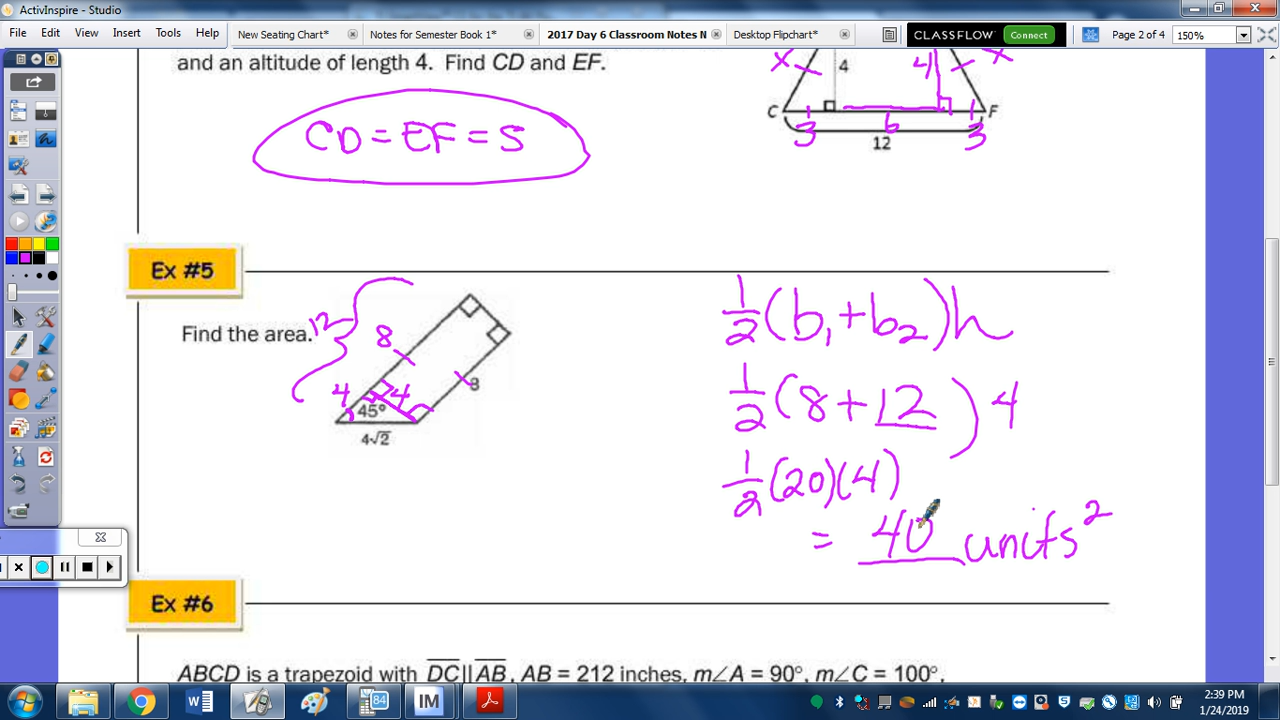 ActivInspire - Studio
File Edit View Insert Tools Help New Seating Chart* Notes for Semester Book 1* 2017 Day 6 Classroom Notes N Desktop Flipchart* CLASSFLOW Connect Page 2 of 4 150%
and an altitude of length 4. Find CD and EF.
x 4 4 x
C F
3 6 3
12
CD = EF = 5
Ex #5
Find the area.
12
8
8
4 4
45°
4√2
1/2 (b1 + b2) h
1/2 (8 + 12) 4
1/2 (20)(4)
= 40 units²
Ex #6
ABCD is a trapezoid with DC || AB, AB = 212 inches, m∠A = 90°, m∠C = 100°,
84 IM
2:39 PM
1/24/2019